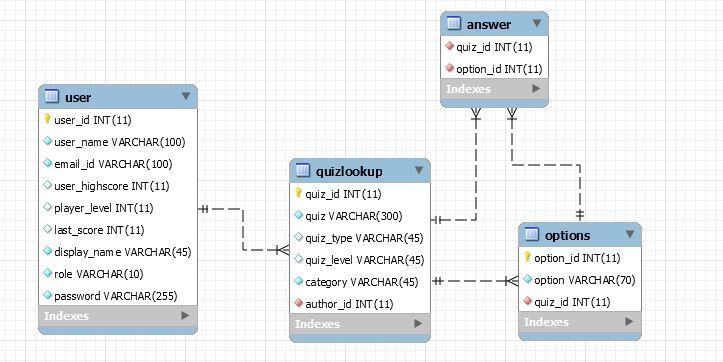 answer
quiz_id INT(11)
option_id INT(11)
Indexes
user
user_id INT(11)
user_name VARCHAR(100)
email_id VARCHAR(100)
user_highscore INT(11)
player_level INT(11)
last_score INT(11)
display_name VARCHAR(45)
role VARCHAR(10)
password VARCHAR(255)
Indexes
quizlookup
quiz_id INT(11)
quiz VARCHAR(300)
quiz_type VARCHAR(45)
quiz_level VARCHAR(45)
category VARCHAR(45)
author_id INT(11)
Indexes
options
option_id INT(11)
option VARCHAR(70)
quiz_id INT(11)
Indexes